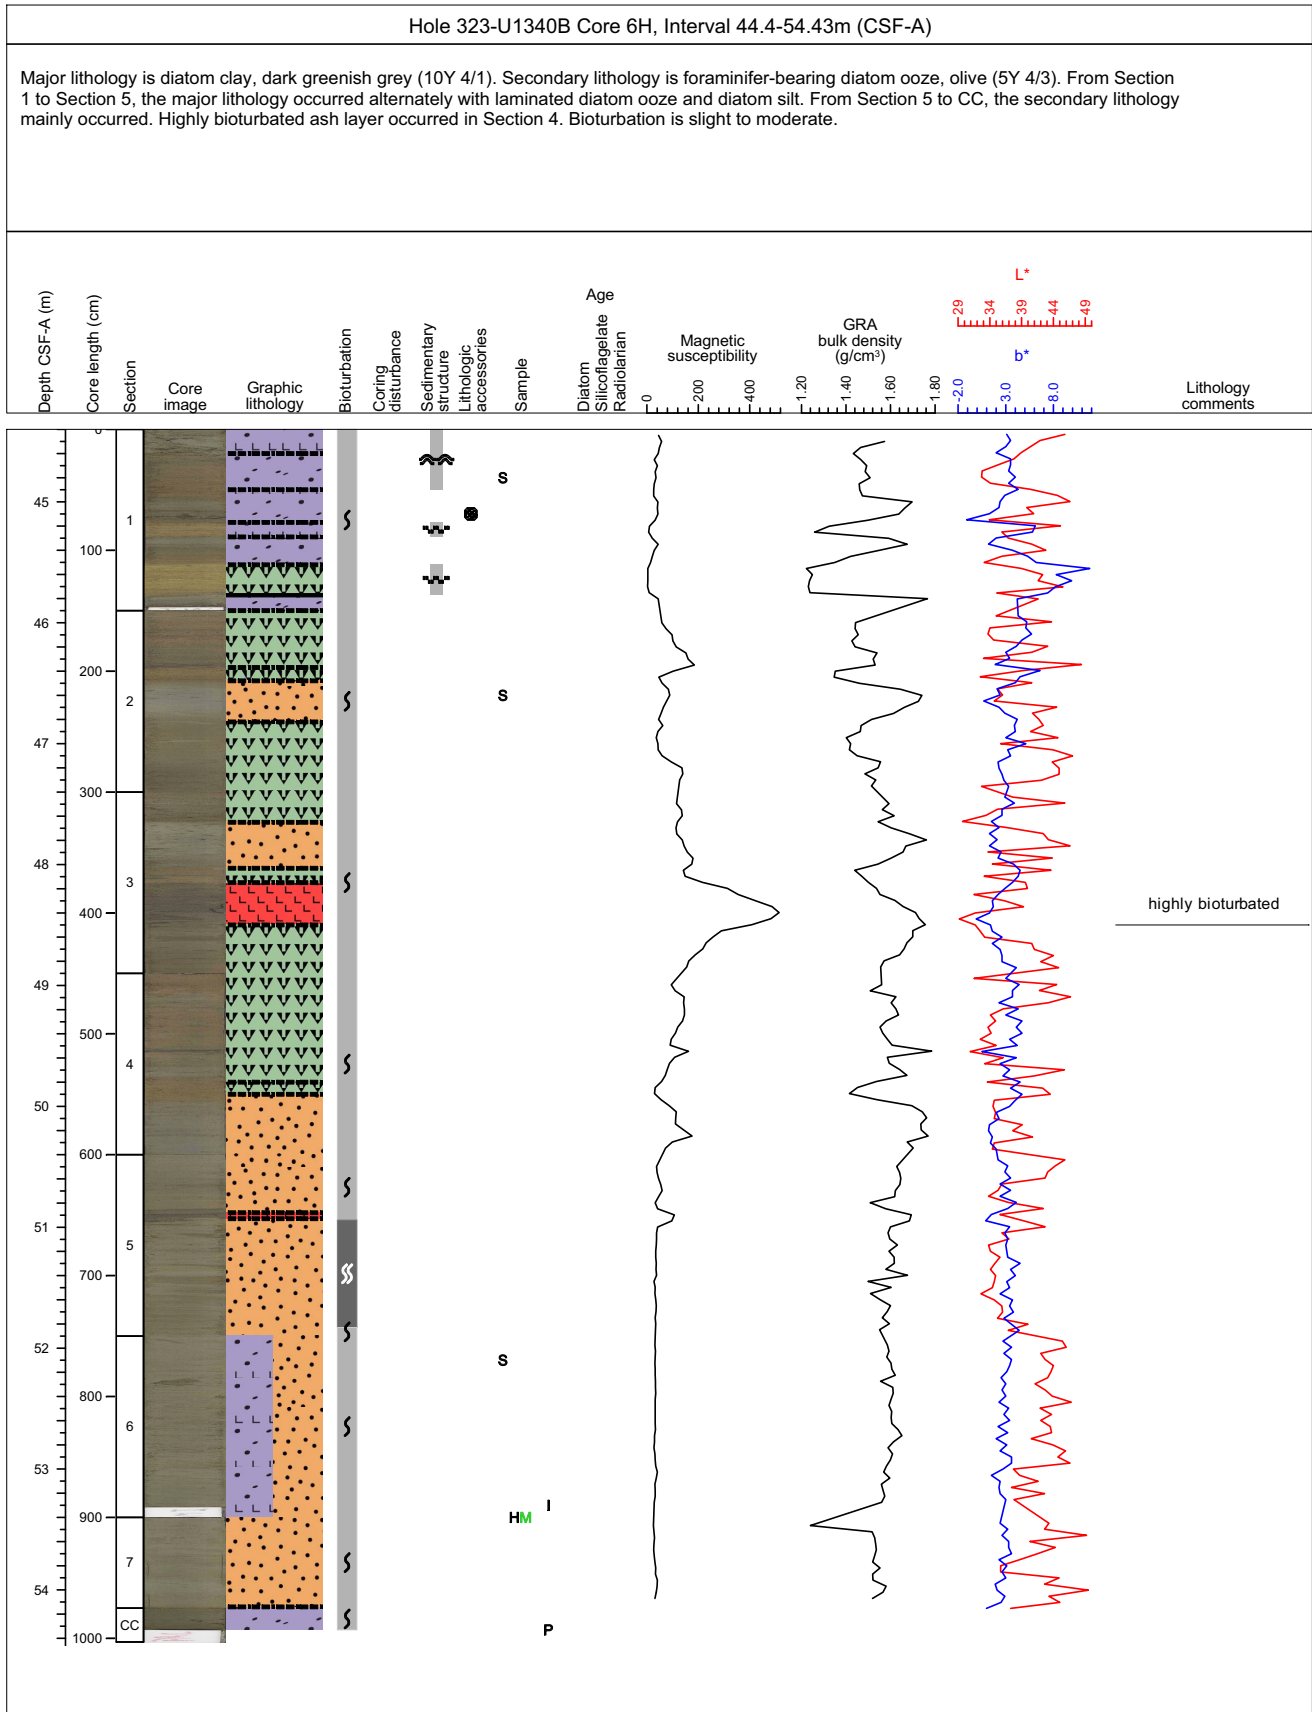 Hole 323-U1340B Core 6H, Interval 44.4-54.43m (CSF-A)
Major lithology is diatom clay, dark greenish grey (10Y 4/1). Secondary lithology is foraminifer-bearing diatom ooze, olive (5Y 4/3). From Section
1 to Section 5, the major lithology occurred alternately with laminated diatom ooze and diatom silt. From Section 5 to CC, the secondary lithology
mainly occurred. Highly bioturbated ash layer occurred in Section 4. Bioturbation is slight to moderate.
Depth CSF-A (m)
Core length (cm)
Section
Core
image
Graphic
lithology
Bioturbation
Coring
disturbance
Sedimentary
structure
Lithologic
accessories
Sample
Age
Diatom
Silicoflagelate
Radiolarian
Magnetic
susceptibility
0
200
400
GRA
bulk density
(g/cm³)
1.20
1.40
1.60
1.80
L*
29
34
39
44
49
b*
-2.0
3.0
8.0
Lithology
comments
0
S
45
1
100
46
200
2
S
47
300
48
3
400
highly bioturbated
49
500
4
50
600
51
5
700
52
S
800
6
53
I
900
HM
7
54
CC
P
1000